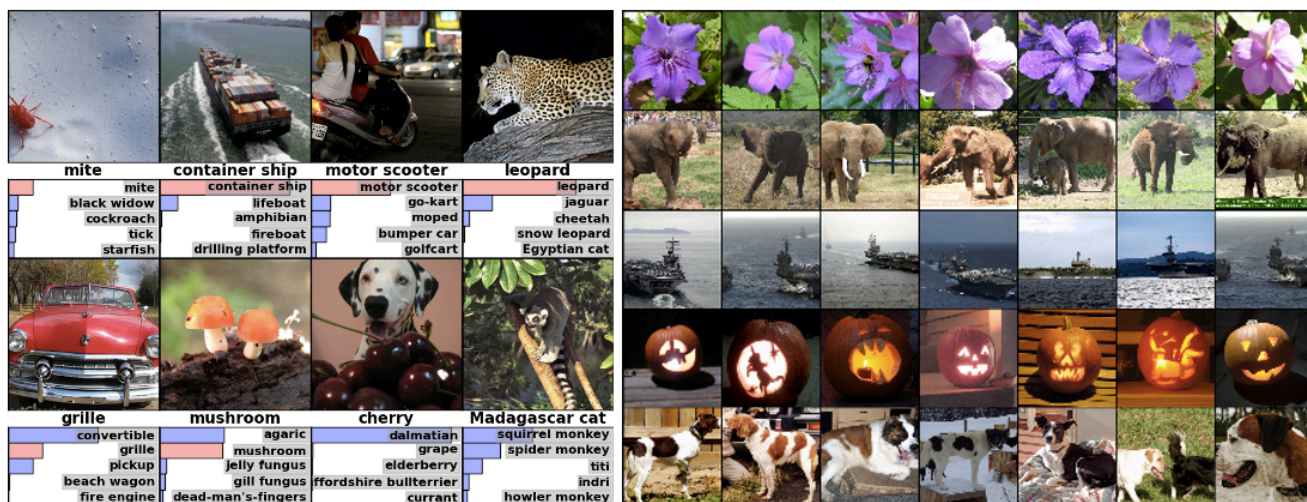 mite container ship motor scooter leopard
mite container ship motor scooter leopard
black widow lifeboat go-kart jaguar
cockroach amphibian moped cheetah
tick fireboat bumper car snow leopard
starfish drilling platform golfcart Egyptian cat
grille mushroom cherry Madagascar cat
convertible agaric dalmatian squirrel monkey
grille mushroom grape spider monkey
pickup jelly fungus elderberry titi
beach wagon gill fungus ffordshire bullterrier indri
fire engine dead-man's-fingers currant howler monkey